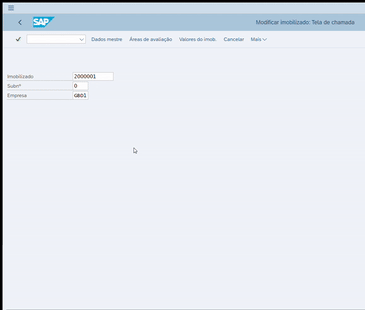 SAP
Modificar imobilizado: Tela de chamada
Dados mestre Áreas de avaliação Valores do imob. Cancelar Mais
Imobilizado 2000001
Subnº 0
Empresa GB01